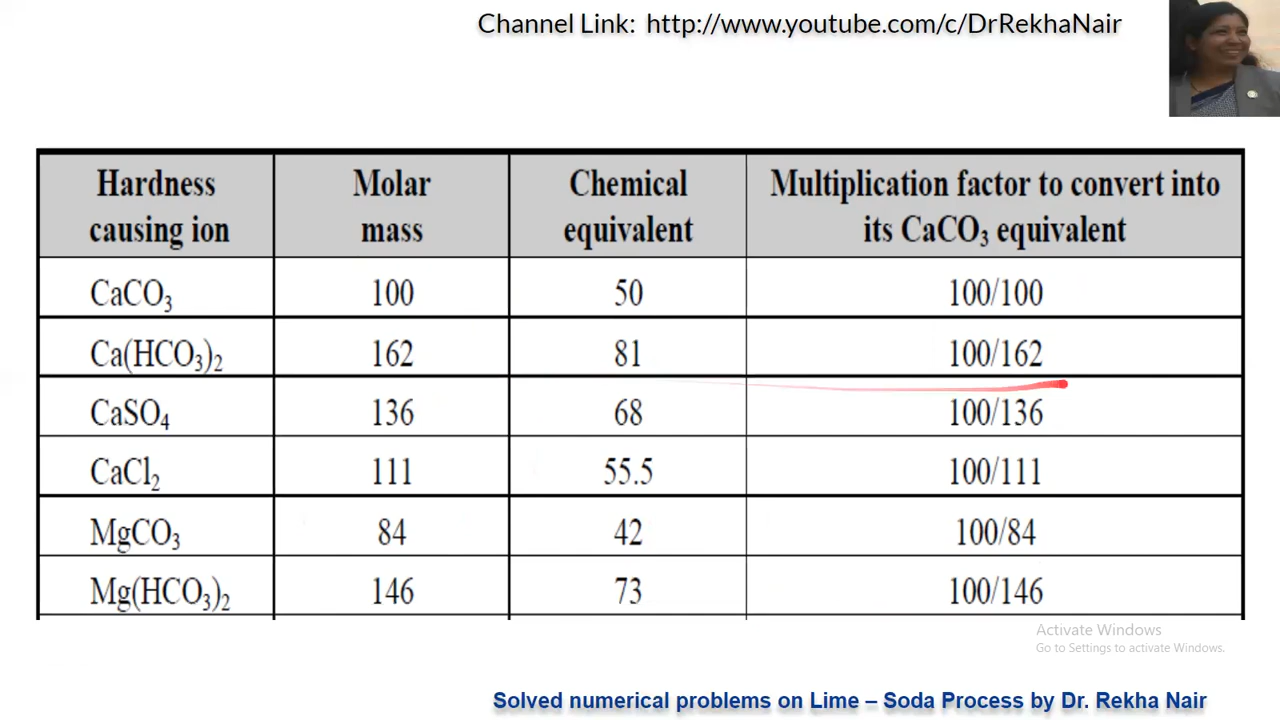 Channel Link:  http://www.youtube.com/c/DrRekhaNair
Hardness causing ion | Molar mass | Chemical equivalent | Multiplication factor to convert into its CaCO₃ equivalent
CaCO₃ | 100 | 50 | 100/100
Ca(HCO₃)₂ | 162 | 81 | 100/162
CaSO₄ | 136 | 68 | 100/136
CaCl₂ | 111 | 55.5 | 100/111
MgCO₃ | 84 | 42 | 100/84
Mg(HCO₃)₂ | 146 | 73 | 100/146
Activate Windows
Go to Settings to activate Windows.
Solved numerical problems on Lime – Soda Process by Dr. Rekha Nair